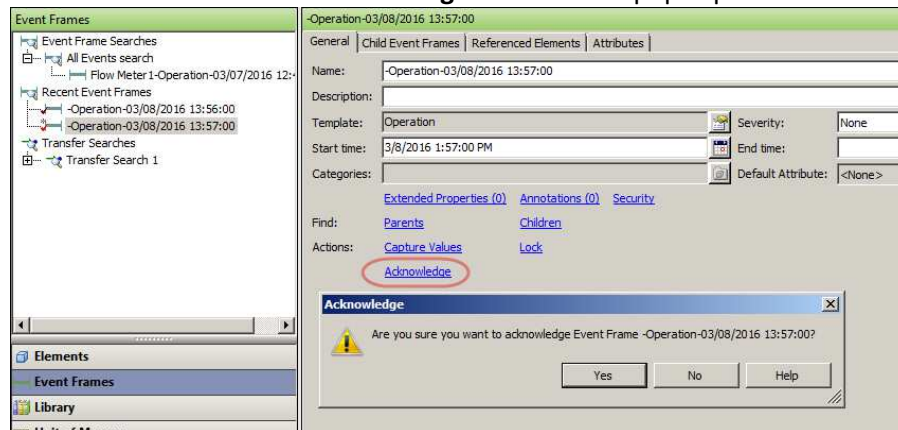 Event Frames
Event Frame Searches
All Events search
Flow Meter1-Operation-03/07/2016 12:
Recent Event Frames
-Operation-03/08/2016 13:56:00
-Operation-03/08/2016 13:57:00
Transfer Searches
Transfer Search 1
Elements
Event Frames
Library
-Operation-03/08/2016 13:57:00
General Child Event Frames Referenced Elements Attributes
Name: -Operation-03/08/2016 13:57:00
Description:
Template: Operation Severity: None
Start time: 3/8/2016 1:57:00 PM End time:
Categories: Default Attribute: <None>
Extended Properties (0) Annotations (0) Security
Find: Parents Children
Actions: Capture Values Lock
Acknowledge
Acknowledge
Are you sure you want to acknowledge Event Frame -Operation-03/08/2016 13:57:00?
Yes No Help